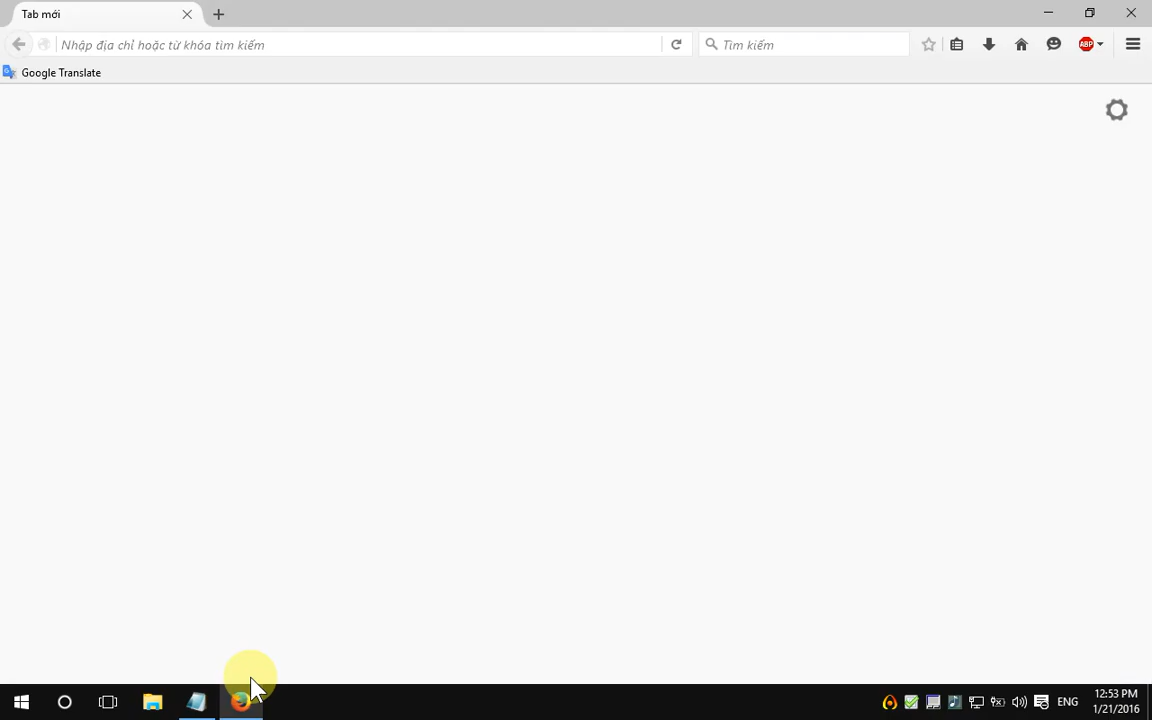 Tab mới
Nhập địa chỉ hoặc từ khóa tìm kiếm
Tìm kiếm
ABP
Google Translate
ENG
12:53 PM
1/21/2016